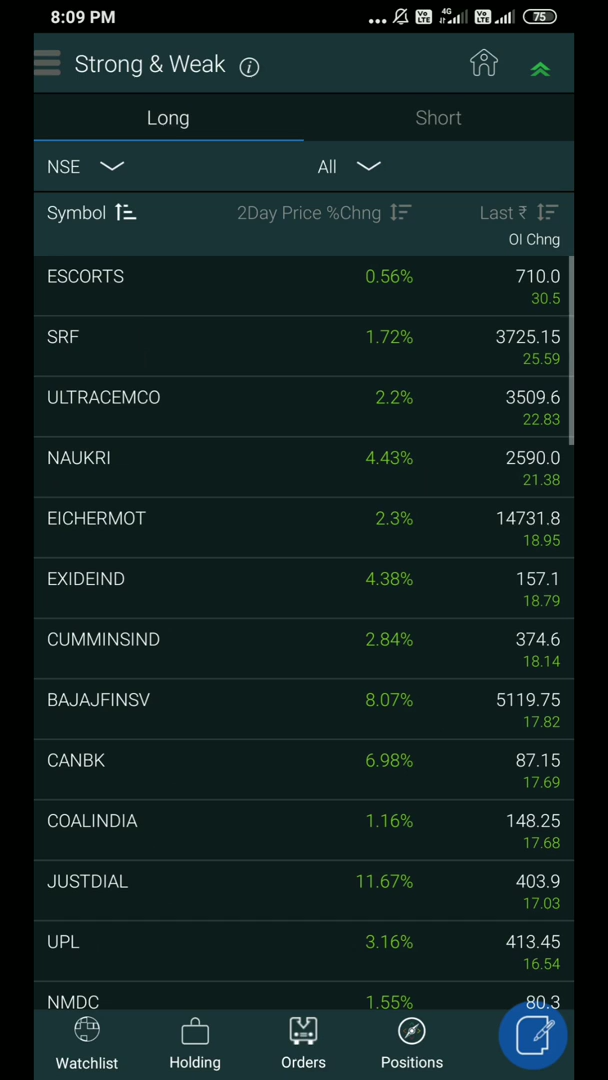 8:09 PM
Vo LTE 4G Vo LTE 75
Strong & Weak i
Long Short
NSE All
Symbol 2Day Price %Chng Last ₹
OI Chng
ESCORTS 0.56% 710.0
30.5
SRF 1.72% 3725.15
25.59
ULTRACEMCO 2.2% 3509.6
22.83
NAUKRI 4.43% 2590.0
21.38
EICHERMOT 2.3% 14731.8
18.95
EXIDEIND 4.38% 157.1
18.79
CUMMINSIND 2.84% 374.6
18.14
BAJAJFINSV 8.07% 5119.75
17.82
CANBK 6.98% 87.15
17.69
COALINDIA 1.16% 148.25
17.68
JUSTDIAL 11.67% 403.9
17.03
UPL 3.16% 413.45
16.54
NMDC 1.55% 80.3
Watchlist Holding Orders Positions